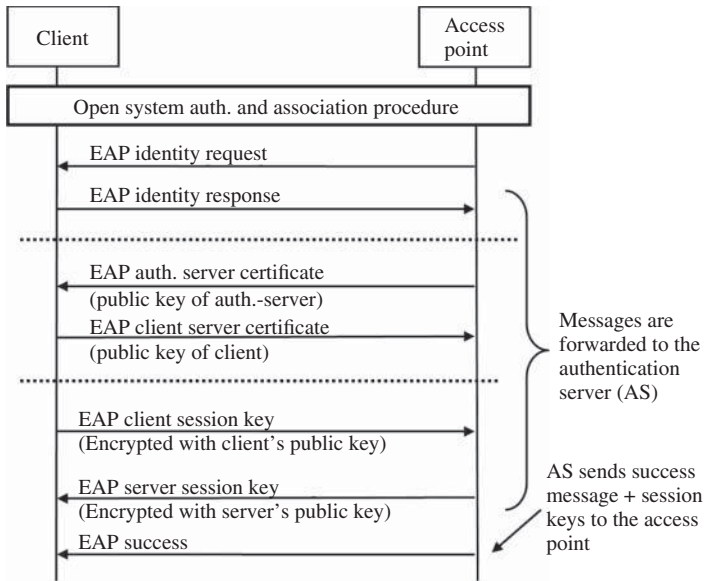 Client
Access
point
Open system auth. and association procedure
EAP identity request
EAP identity response
EAP auth. server certificate
(public key of auth.-server)
EAP client server certificate
(public key of client)
Messages are
forwarded to the
authentication
server (AS)
EAP client session key
(Encrypted with client's public key)
EAP server session key
(Encrypted with server's public key)
AS sends success
message + session
keys to the access
point
EAP success